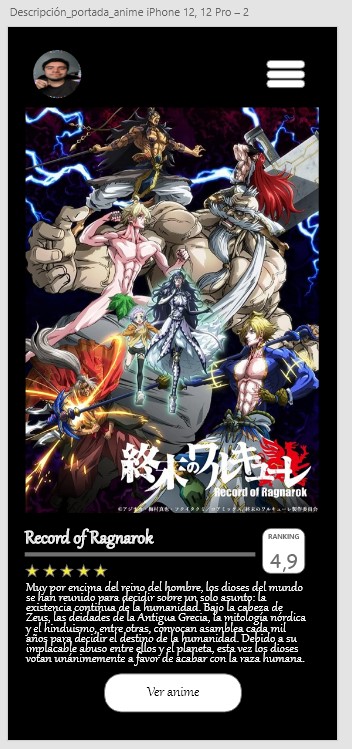 Descripción_portada_anime iPhone 12, 12 Pro – 2
終末のワルキューレ
Record of Ragnarok
Record of Ragnarok
RANKING
4,9
Muy por encima del reino del hombre, los dioses del mundo
se han reunido para decidir sobre un solo asunto: la
existencia continua de la humanidad. Bajo la cabeza de
Zeus, las deidades de la Antigua Grecia, la mitología nórdica
y el hinduismo, entre otras, convocan asamblea cada mil
años para decidir el destino de la humanidad. Debido a su
implacable abuso entre ellos y el planeta, esta vez los dioses
votan unánimemente a favor de acabar con la raza humana.
Ver anime